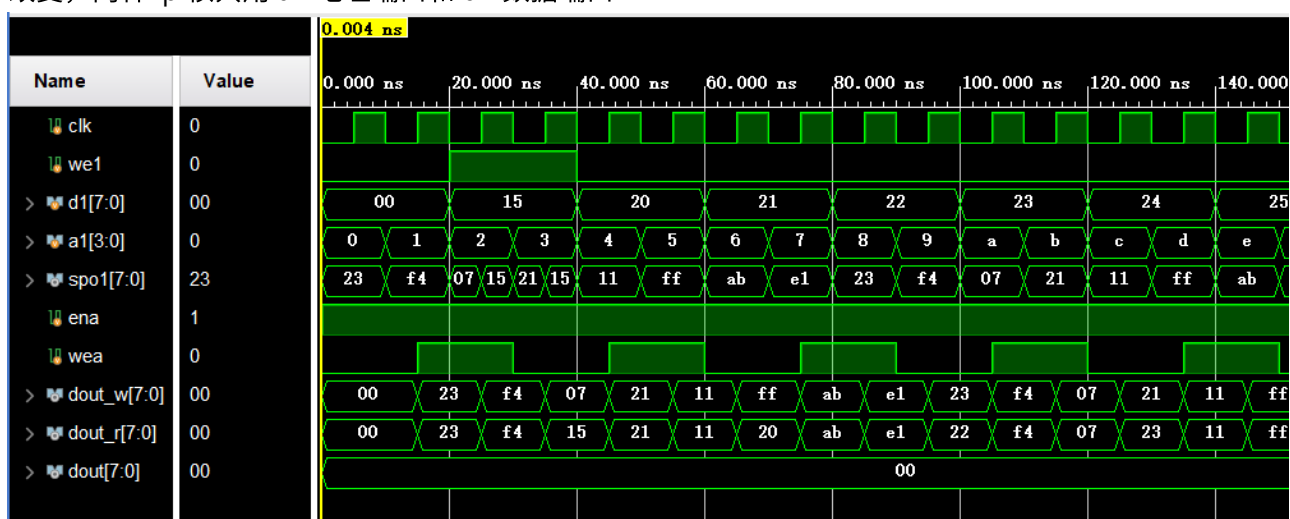 0.004 ns
Name Value 0.000 ns 20.000 ns 40.000 ns 60.000 ns 80.000 ns 100.000 ns 120.000 ns 140.000
clk 0
we1 0
d1[7:0] 00 00 15 20 21 22 23 24 25
a1[3:0] 0 0 1 2 3 4 5 6 7 8 9 a b c d e
spo1[7:0] 23 23 f4 07 15 21 15 11 ff ab e1 23 f4 07 21 11 ff ab
ena 1
wea 0
dout_w[7:0] 00 00 23 f4 07 21 11 ff ab e1 23 f4 07 21 11 ff
dout_r[7:0] 00 00 23 f4 15 21 11 20 ab e1 22 f4 07 23 11 ff
dout[7:0] 00 00